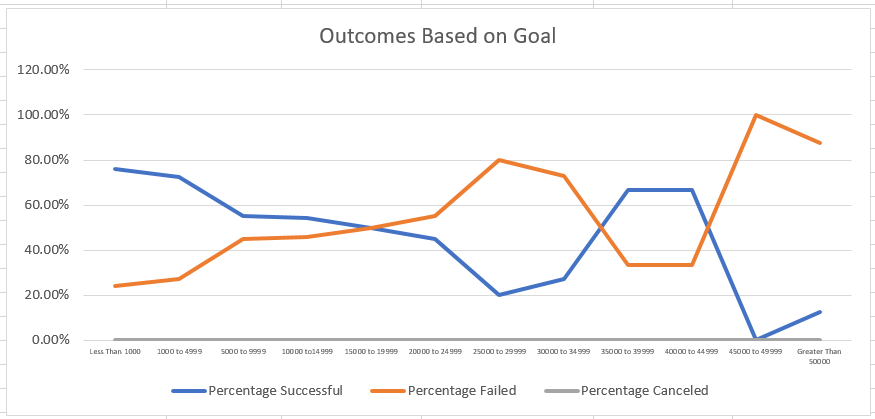 Outcomes Based on Goal
120.00%
100.00%
80.00%
60.00%
40.00%
20.00%
0.00%
Less Than 1000 1000 to 4999 5000 to 9999 10000 to14999 15000 to 19999 20000 to 24999 25000 to 29999 30000 to 34999 35000 to 39999 40000 to 44999 45000 to 49999 Greater Than
50000
Percentage Successful Percentage Failed Percentage Canceled